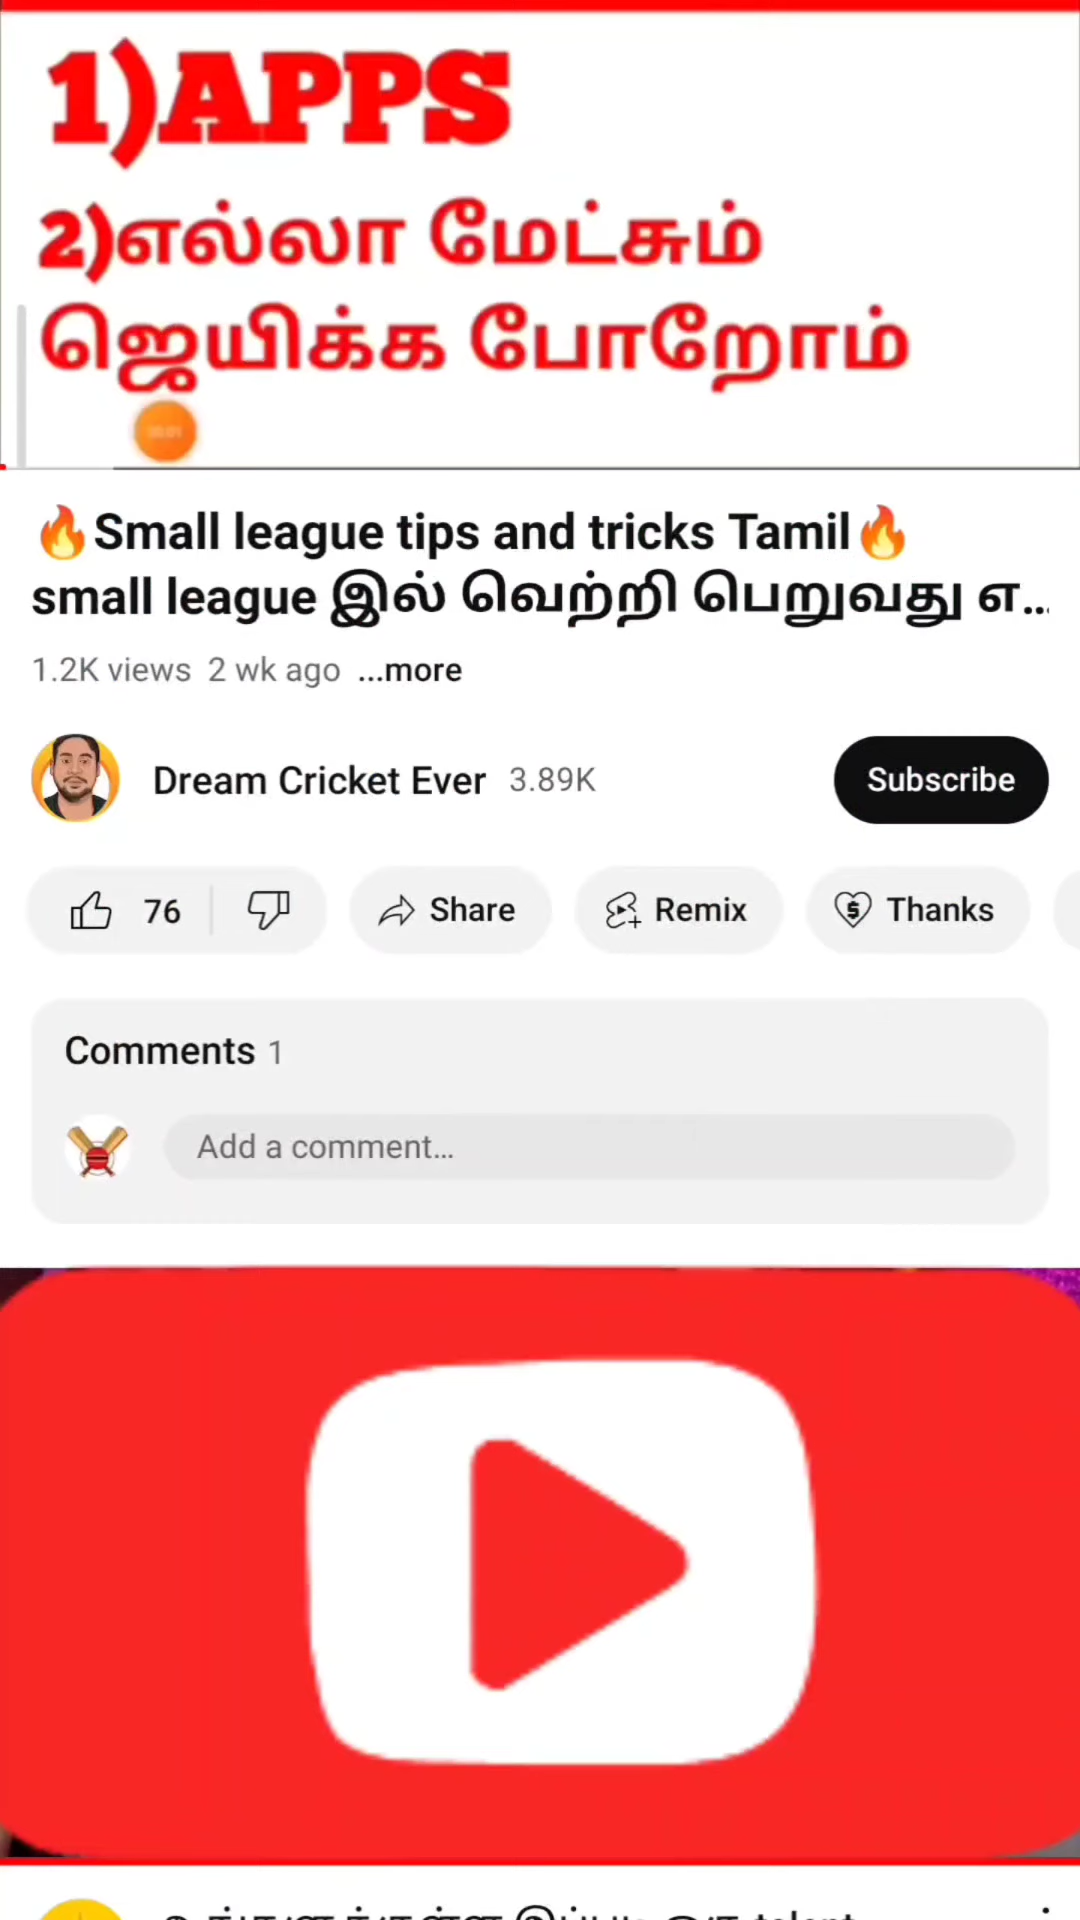 1)APPS
2)எல்லா மேட்சும்
ஜெயிக்க போறோம்
🔥Small league tips and tricks Tamil🔥
small league இல் வெற்றி பெறுவது எ...
1.2K views 2 wk ago ...more
Dream Cricket Ever 3.89K
Subscribe
76
Share
Remix
Thanks
Comments 1
Add a comment...